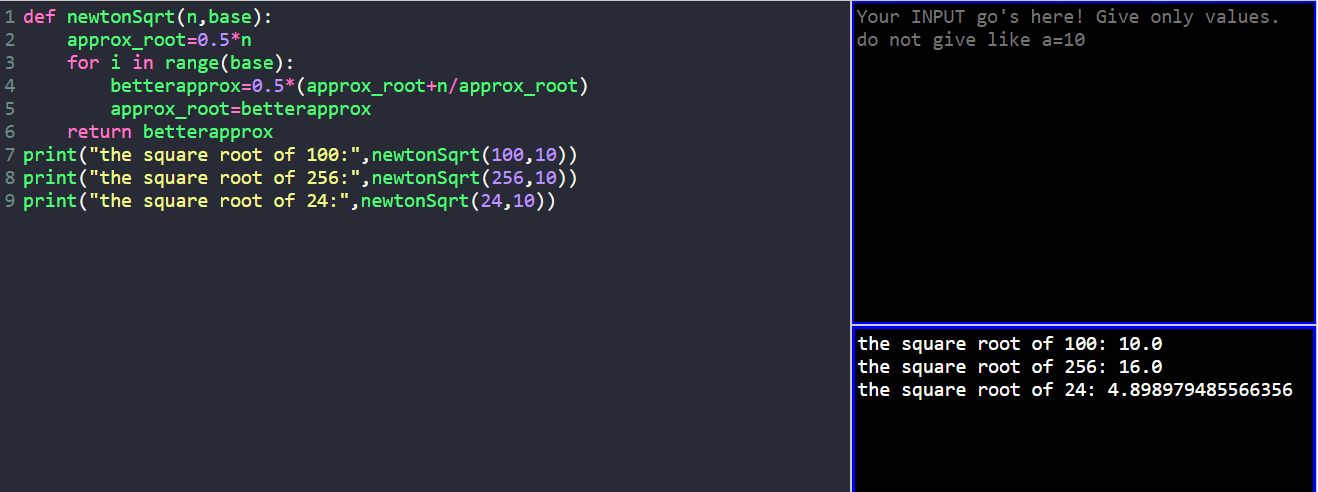 1 def newtonSqrt(n,base):
2     approx_root=0.5*n
3     for i in range(base):
4         betterapprox=0.5*(approx_root+n/approx_root)
5         approx_root=betterapprox
6     return betterapprox
7 print("the square root of 100:",newtonSqrt(100,10))
8 print("the square root of 256:",newtonSqrt(256,10))
9 print("the square root of 24:",newtonSqrt(24,10))
Your INPUT go's here! Give only values.
do not give like a=10
the square root of 100: 10.0
the square root of 256: 16.0
the square root of 24: 4.898979485566356